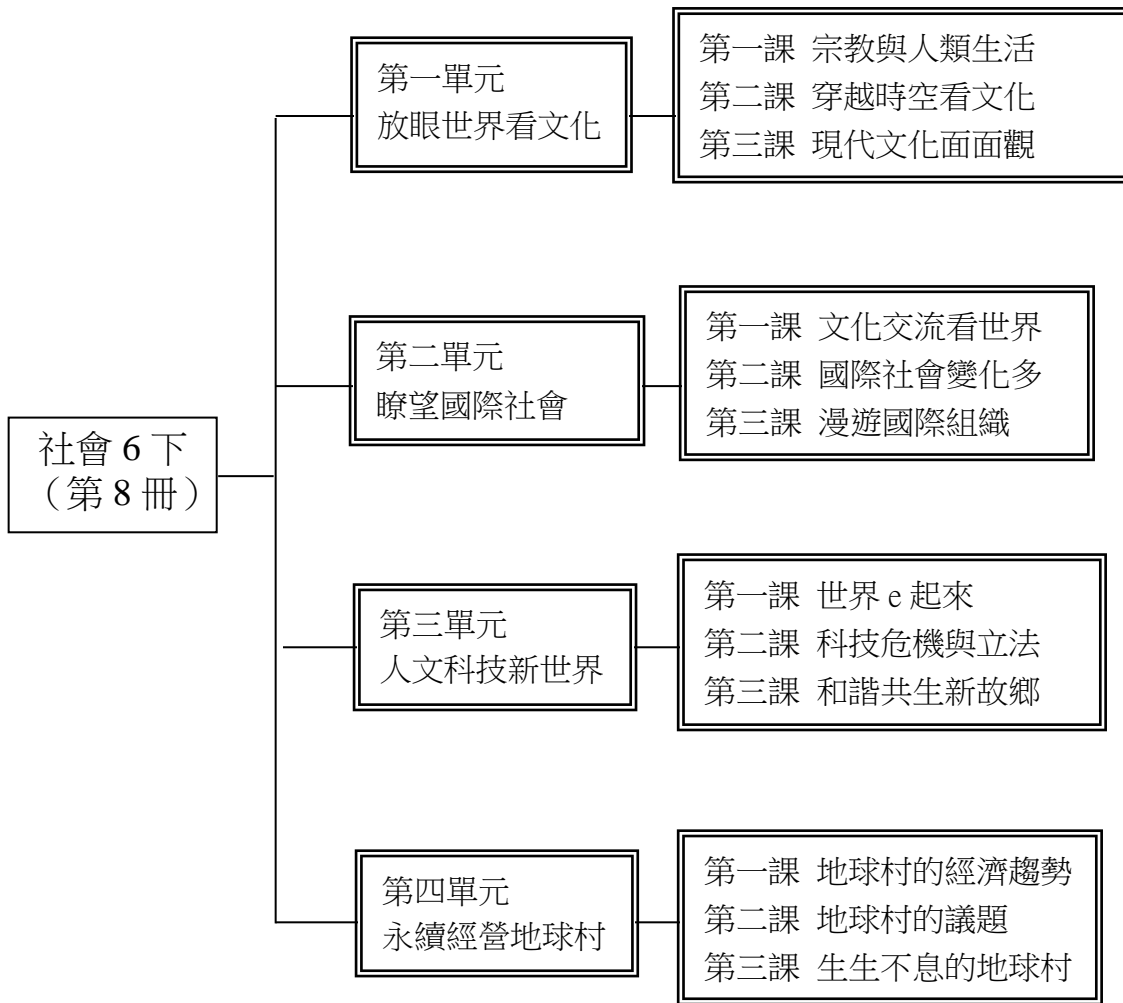 社會 6 下
（第 8 冊）
第一單元
放眼世界看文化
第一課 宗教與人類生活
第二課 穿越時空看文化
第三課 現代文化面面觀
第二單元
瞭望國際社會
第一課 文化交流看世界
第二課 國際社會變化多
第三課 漫遊國際組織
第三單元
人文科技新世界
第一課 世界 e 起來
第二課 科技危機與立法
第三課 和諧共生新故鄉
第四單元
永續經營地球村
第一課 地球村的經濟趨勢
第二課 地球村的議題
第三課 生生不息的地球村